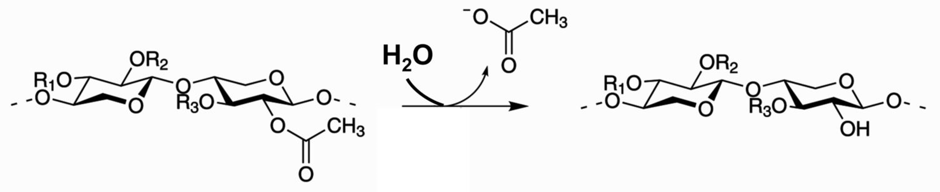 ⁻O CH₃
O
H₂O
OR₂ O
R₁O O R₃O O
O O
O CH₃
O
OR₂ O
R₁O O R₃O O
O O
OH